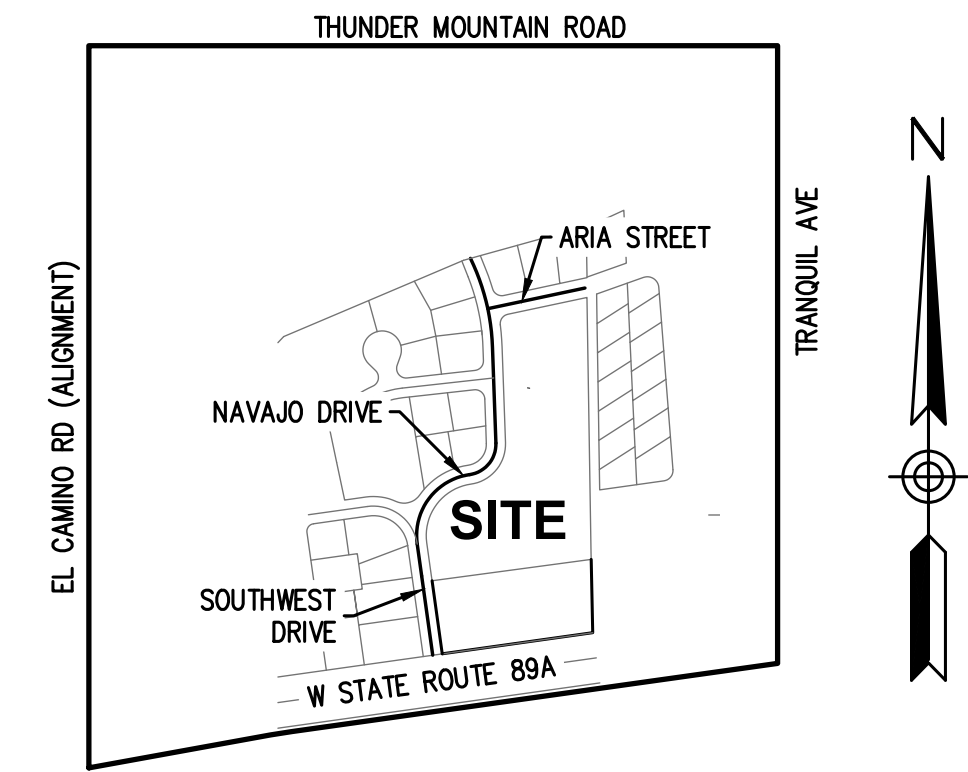 THUNDER MOUNTAIN ROAD
N
ARIA STREET
TRANQUIL AVE
EL CAMINO RD (ALIGNMENT)
NAVAJO DRIVE
SITE
SOUTHWEST
DRIVE
W STATE ROUTE 89A